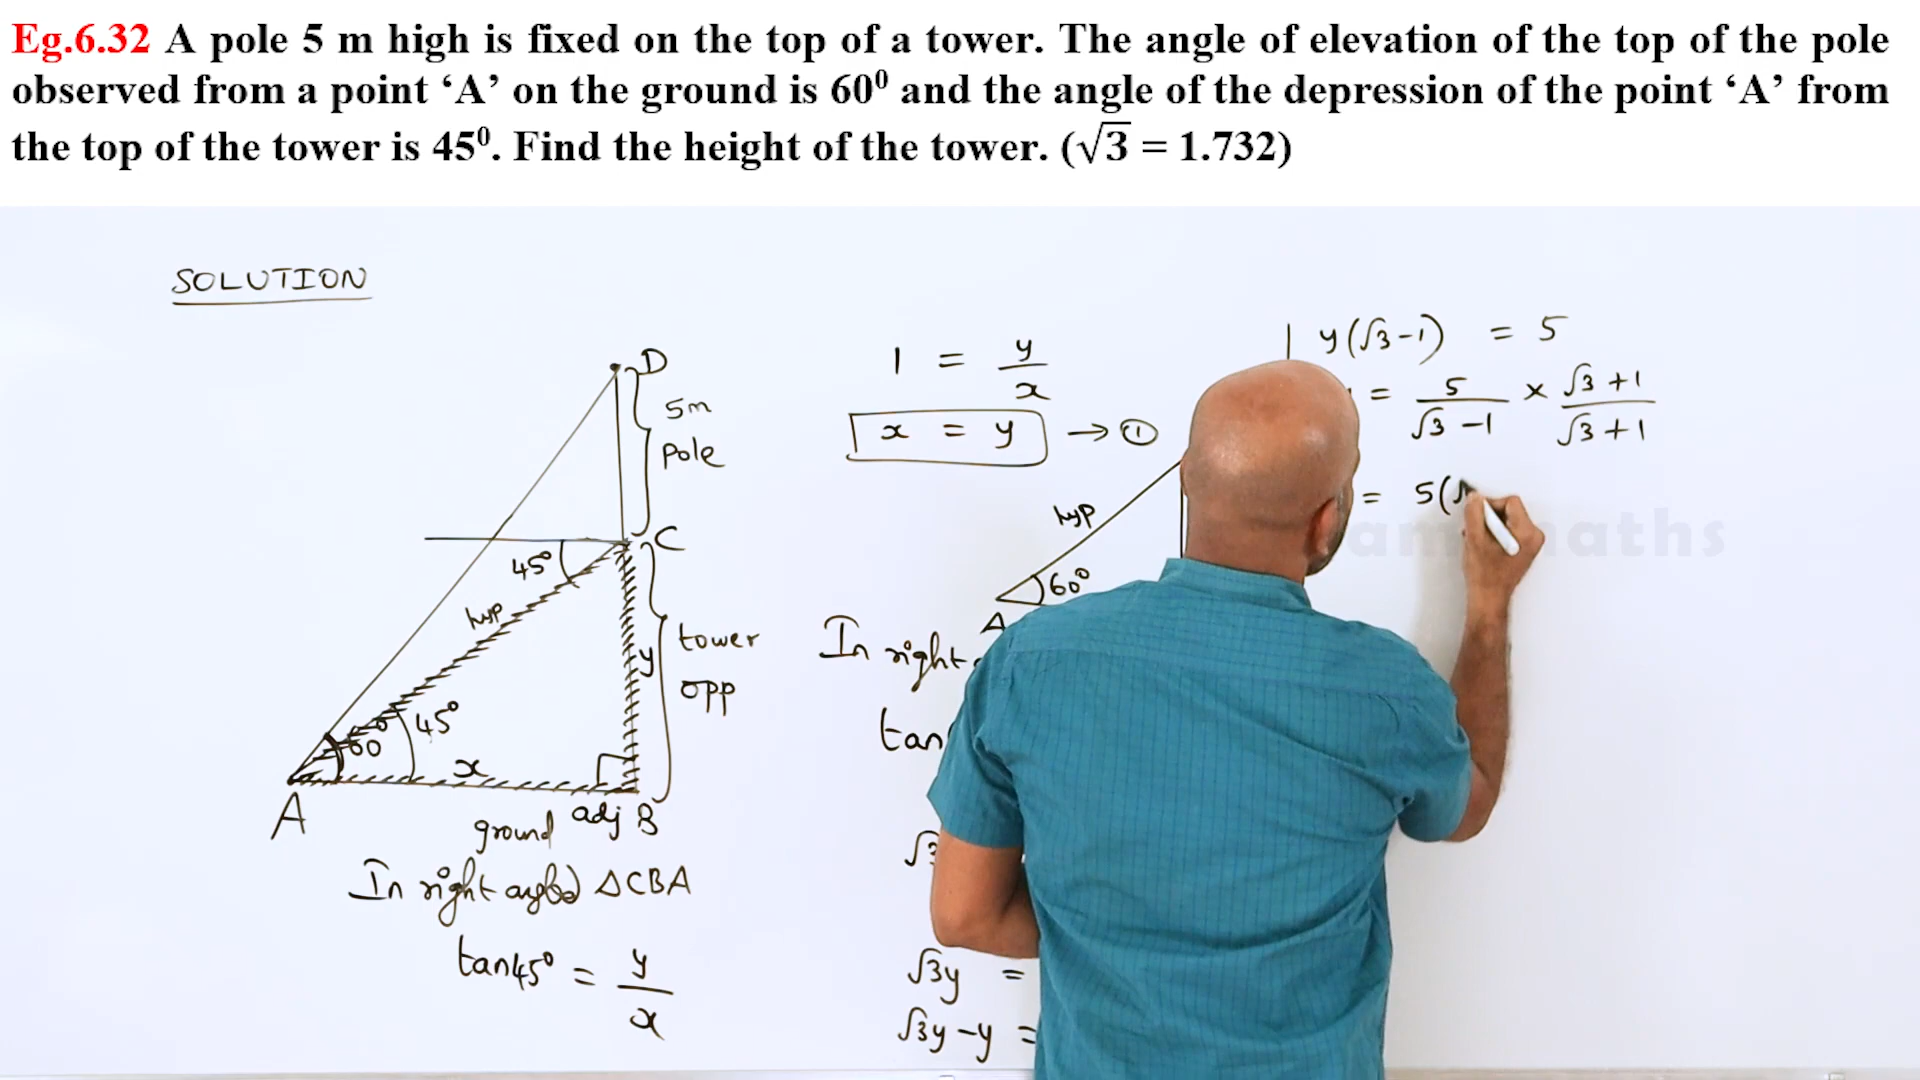 Eg.6.32 A pole 5 m high is fixed on the top of a tower. The angle of elevation of the top of the pole
observed from a point ‘A’ on the ground is 60⁰ and the angle of the depression of the point ‘A’ from
the top of the tower is 45⁰. Find the height of the tower. (√3 = 1.732)
SOLUTION
D
5m
pole
C
45°
hyp
y
tower
opp
45°
60
x
A
ground
adj
B
In right angled ΔCBA
tan45° = y/x
1 = y/x
x = y → ①
hyp
60°
A
In right
tan
√3y =
√3y - y =
y(√3-1) = 5
= 5/(√3-1) × (√3+1)/(√3+1)
= 5(
maths